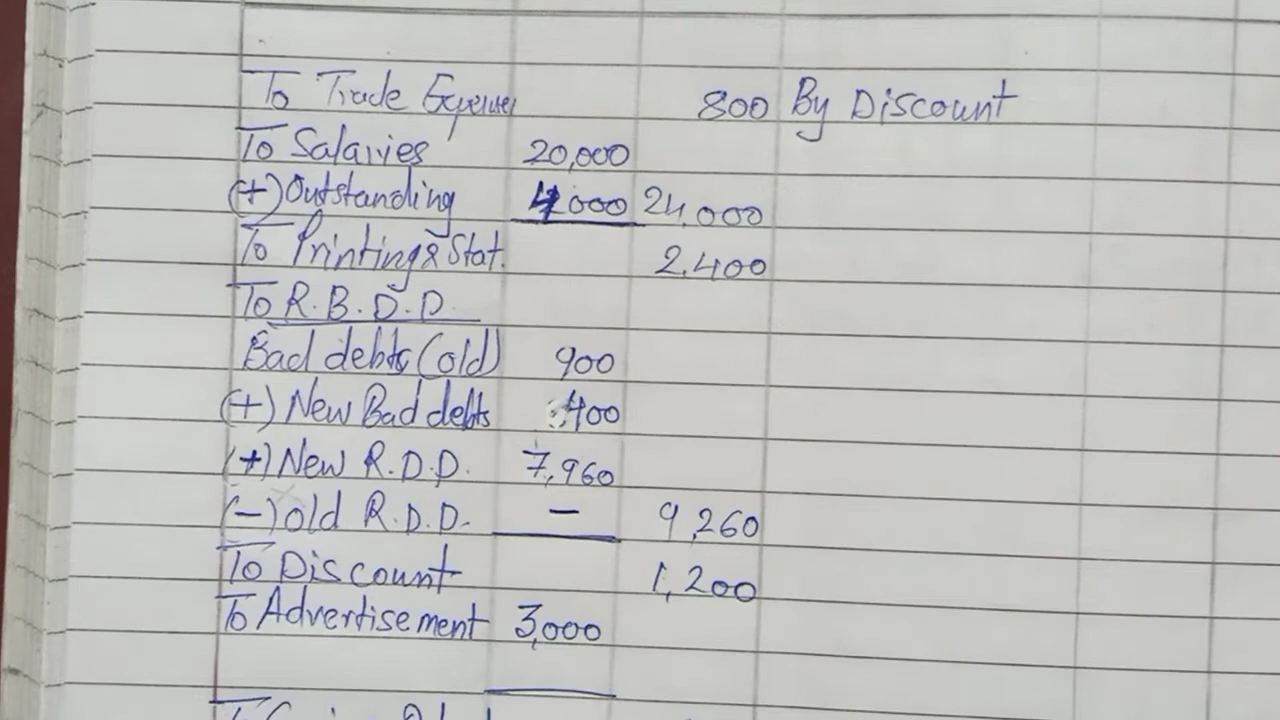 To Trade Expenses 800 By Discount
To Salaries 20,000
(+) Outstanding 4000 24,000
To Printing & Stat. 2,400
To R.B.D.D.
Bad debts (old) 900
(+) New Bad debts 400
(+) New R.D.D. 7,960
(-) old R.D.D. - 9,260
To Discount 1,200
To Advertisement 3,000
To